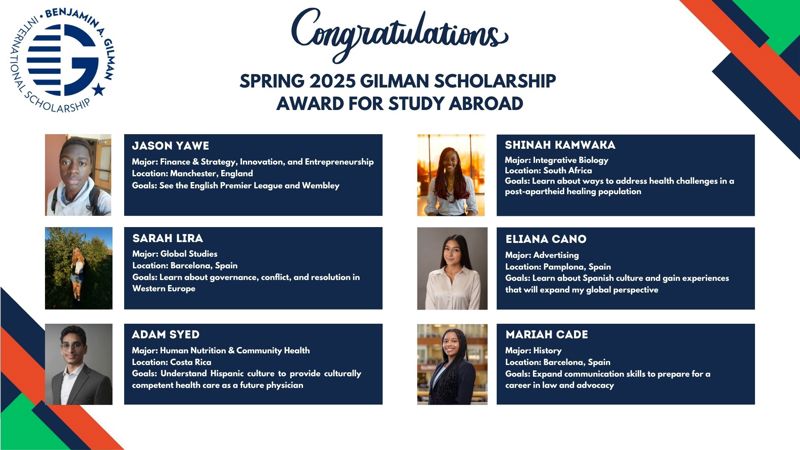 BENJAMIN A. GILMAN
INTERNATIONAL SCHOLARSHIP
G
Congratulations
SPRING 2025 GILMAN SCHOLARSHIP
AWARD FOR STUDY ABROAD
JASON YAWE
Major: Finance & Strategy, Innovation, and Entrepreneurship
Location: Manchester, England
Goals: See the English Premier League and Wembley
SHINAH KAMWAKA
Major: Integrative Biology
Location: South Africa
Goals: Learn about ways to address health challenges in a
post-apartheid healing population
SARAH LIRA
Major: Global Studies
Location: Barcelona, Spain
Goals: Learn about governance, conflict, and resolution in
Western Europe
ELIANA CANO
Major: Advertising
Location: Pamplona, Spain
Goals: Learn about Spanish culture and gain experiences
that will expand my global perspective
ADAM SYED
Major: Human Nutrition & Community Health
Location: Costa Rica
Goals: Understand Hispanic culture to provide culturally
competent health care as a future physician
MARIAH CADE
Major: History
Location: Barcelona, Spain
Goals: Expand communication skills to prepare for a
career in law and advocacy